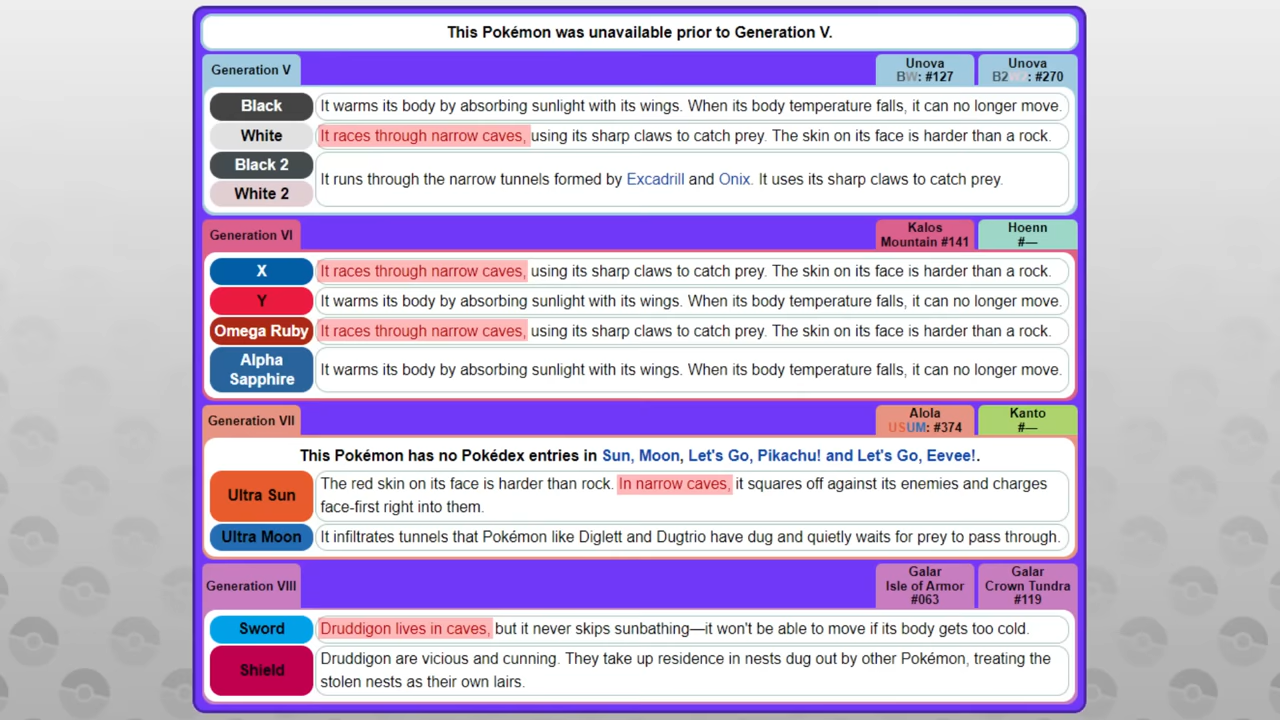 This Pokémon was unavailable prior to Generation V.
Generation V
Unova
BW: #127
Unova
B2W2: #270
Black
It warms its body by absorbing sunlight with its wings. When its body temperature falls, it can no longer move.
White
It races through narrow caves, using its sharp claws to catch prey. The skin on its face is harder than a rock.
Black 2
White 2
It runs through the narrow tunnels formed by Excadrill and Onix. It uses its sharp claws to catch prey.
Generation VI
Kalos
Mountain #141
Hoenn
#—
X
It races through narrow caves, using its sharp claws to catch prey. The skin on its face is harder than a rock.
Y
It warms its body by absorbing sunlight with its wings. When its body temperature falls, it can no longer move.
Omega Ruby
It races through narrow caves, using its sharp claws to catch prey. The skin on its face is harder than a rock.
Alpha
Sapphire
It warms its body by absorbing sunlight with its wings. When its body temperature falls, it can no longer move.
Generation VII
Alola
USUM: #374
Kanto
#—
This Pokémon has no Pokédex entries in Sun, Moon, Let's Go, Pikachu! and Let's Go, Eevee!.
Ultra Sun
The red skin on its face is harder than rock. In narrow caves, it squares off against its enemies and charges
face-first right into them.
Ultra Moon
It infiltrates tunnels that Pokémon like Diglett and Dugtrio have dug and quietly waits for prey to pass through.
Generation VIII
Galar
Isle of Armor
#063
Galar
Crown Tundra
#119
Sword
Druddigon lives in caves, but it never skips sunbathing—it won't be able to move if its body gets too cold.
Shield
Druddigon are vicious and cunning. They take up residence in nests dug out by other Pokémon, treating the
stolen nests as their own lairs.